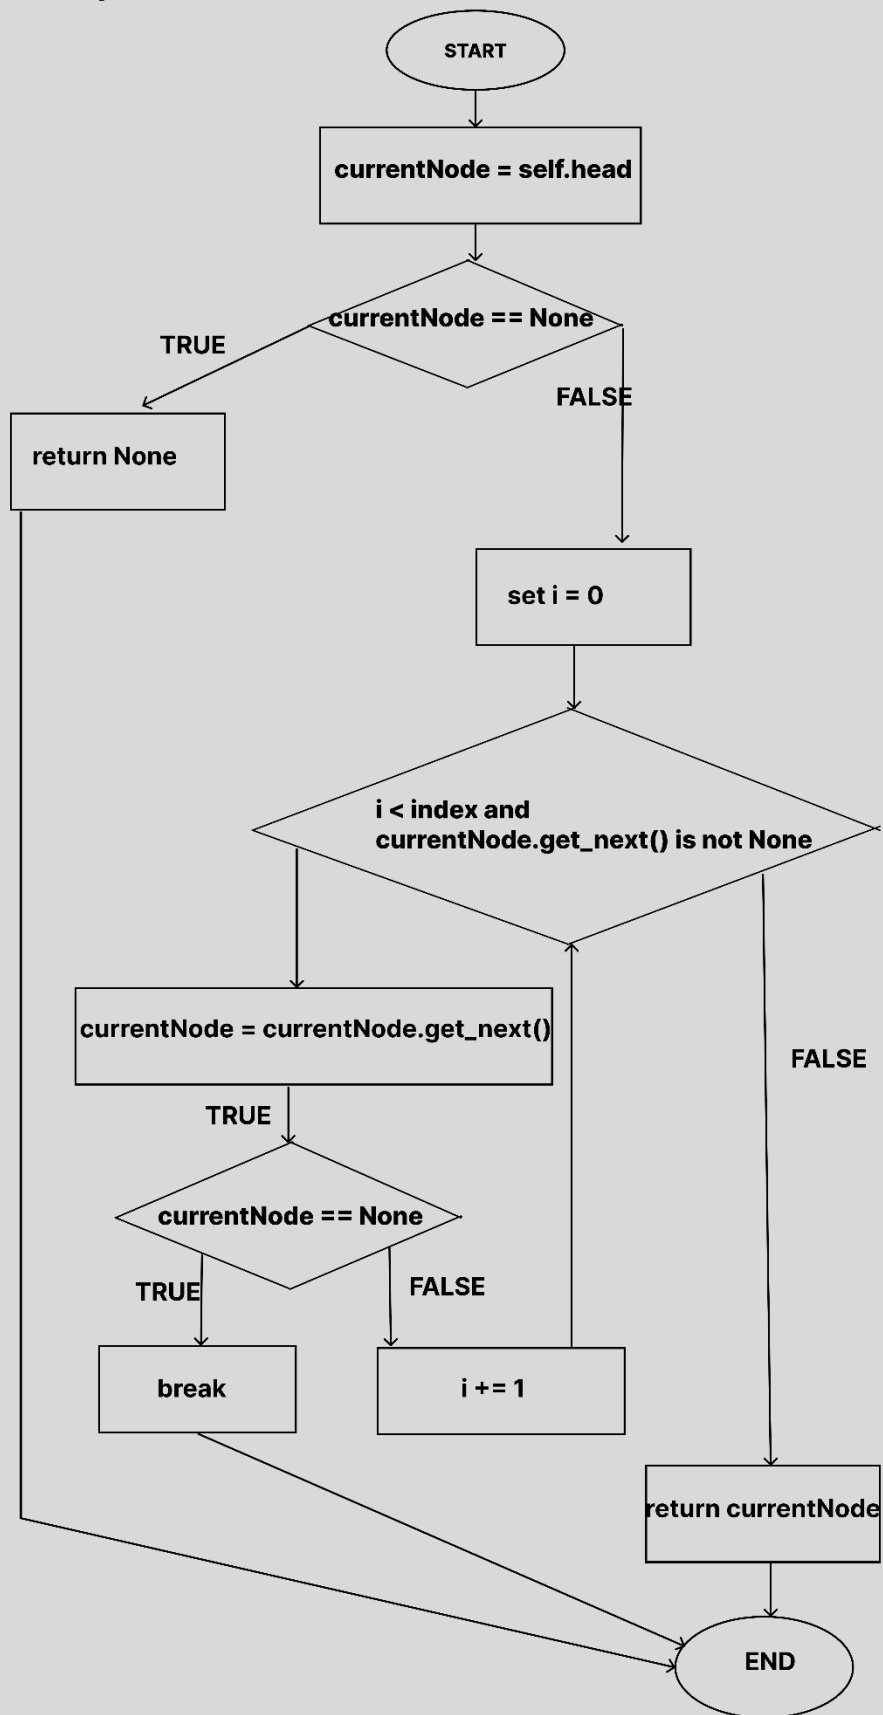 START
currentNode = self.head
currentNode == None
TRUE
FALSE
return None
set i = 0
i < index and
currentNode.get_next() is not None
currentNode = currentNode.get_next()
FALSE
TRUE
currentNode == None
TRUE
FALSE
break
i += 1
return currentNode
END